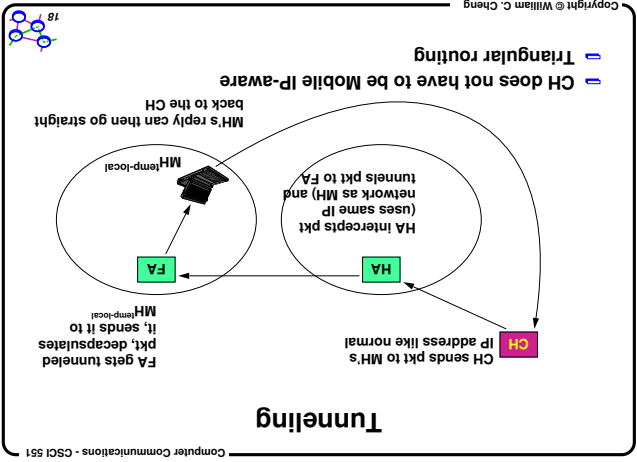 Computer Communications - CSCI 551
Tunneling
CH sends pkt to MH's
IP address like normal
CH
FA gets tunneled
pkt, decapsulates
it, sends it to
MHtemp-local
HA
FA
HA intercepts pkt
(uses same IP
network as MH) and
tunnels pkt to FA
MHtemp-local
MH's reply can then go straight
back to the CH
CH does not have to be Mobile IP-aware
Triangular routing
18
Copyright © William C. Cheng